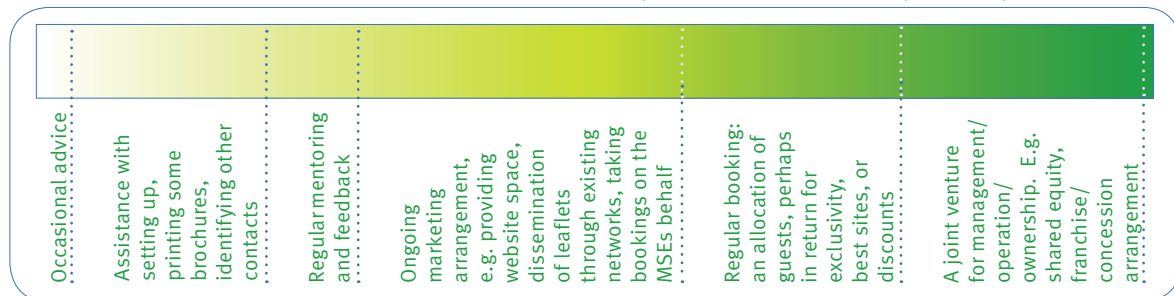 Occasional advice
Assistance with
setting up,
printing some
brochures,
identifying other
contacts
Regular mentoring
and feedback
Ongoing
marketing
arrangement,
e.g. providing
website space,
dissemination
of leaflets
through existing
networks, taking
bookings on the
MSEs behalf
Regular booking:
an allocation of
guests, perhaps
in return for
exclusivity,
best sites, or
discounts
A joint venture
for management/
operation/
ownership. E.g.
shared equity,
franchise/
concession
arrangement